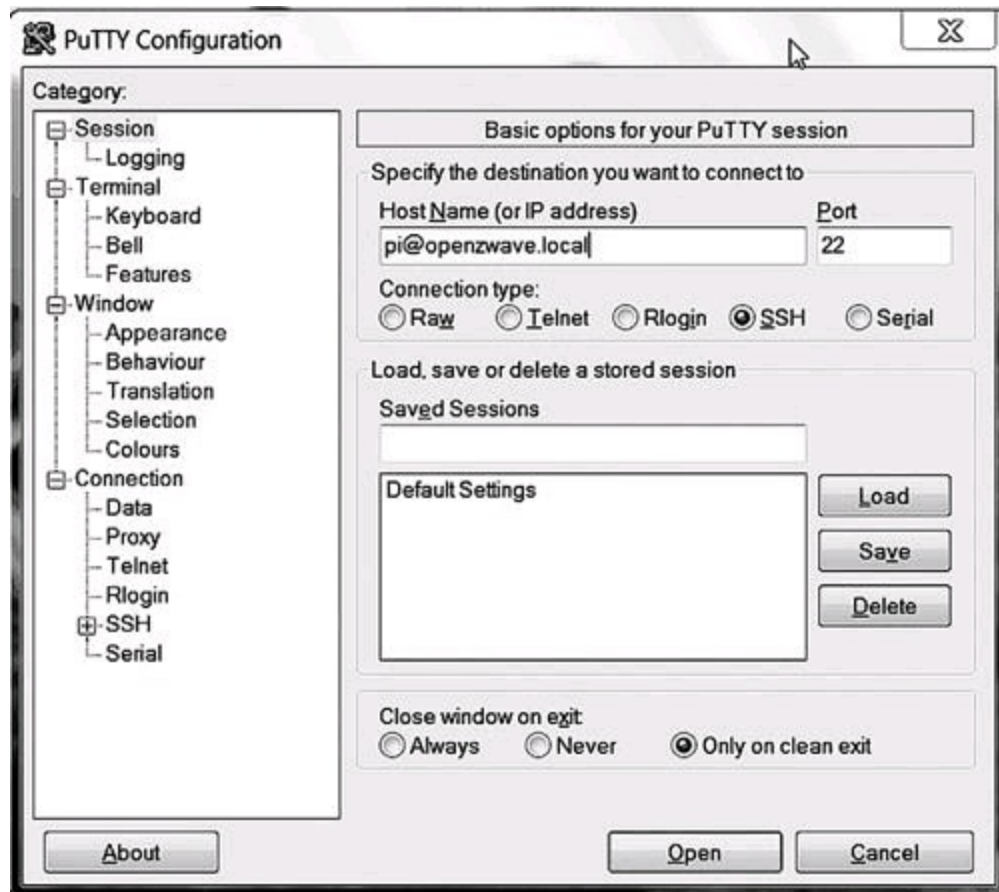 PuTTY Configuration
Category:
Session
Logging
Terminal
Keyboard
Bell
Features
Window
Appearance
Behaviour
Translation
Selection
Colours
Connection
Data
Proxy
Telnet
Rlogin
SSH
Serial
Basic options for your PuTTY session
Specify the destination you want to connect to
Host Name (or IP address) Port
pi@openzwave.local 22
Connection type:
Raw Telnet Rlogin SSH Serial
Load, save or delete a stored session
Saved Sessions
Default Settings
Load
Save
Delete
Close window on exit:
Always Never Only on clean exit
About Open Cancel